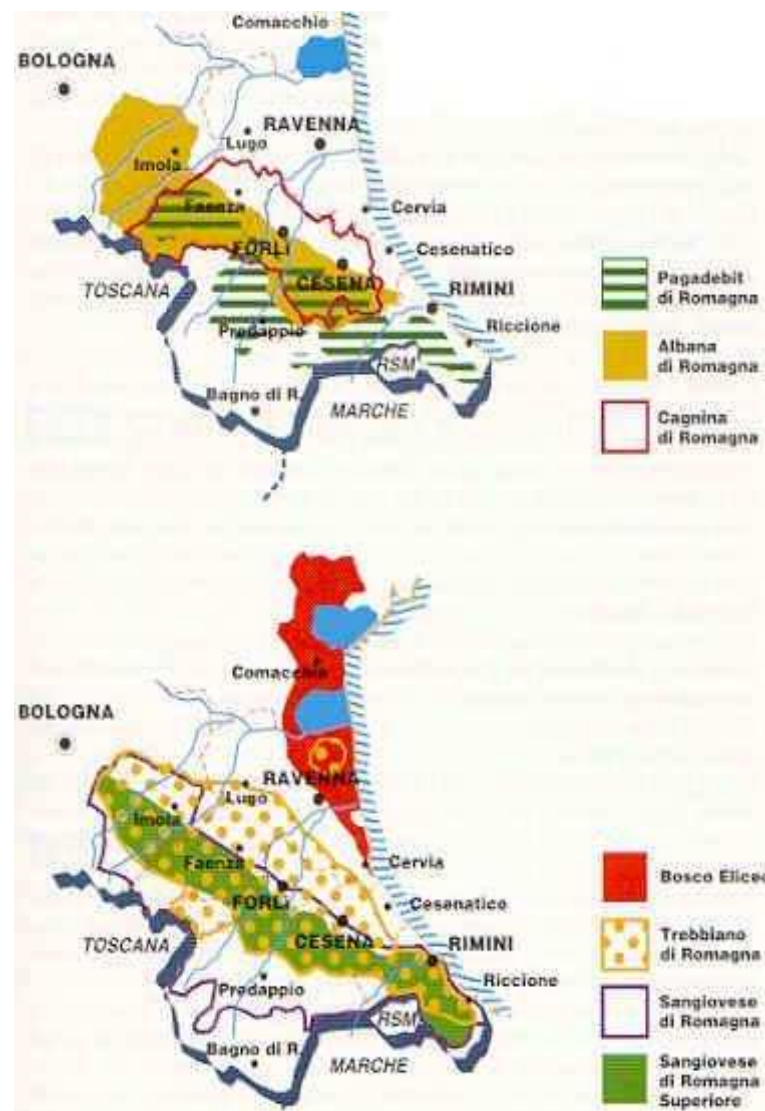 Comacchio
BOLOGNA
RAVENNA
Lugo
Imola
Faenza
Cervia
FORLÌ
Cesenatico
CESENA
TOSCANA
RIMINI
Pagadebit
di Romagna
Predappio
Riccione
RSM
Albana
di Romagna
Bagno di R.
MARCHE
Cagnina
di Romagna
Comacchio
BOLOGNA
RAVENNA
Lugo
Imola
Faenza
Cervia
Bosco Elice
FORLÌ
Cesenatico
CESENA
TOSCANA
RIMINI
Trebbiano
di Romagna
Predappio
Riccione
Sangiovese
di Romagna
RSM
Bagno di R.
MARCHE
Sangiovese
di Romagna
Superiore